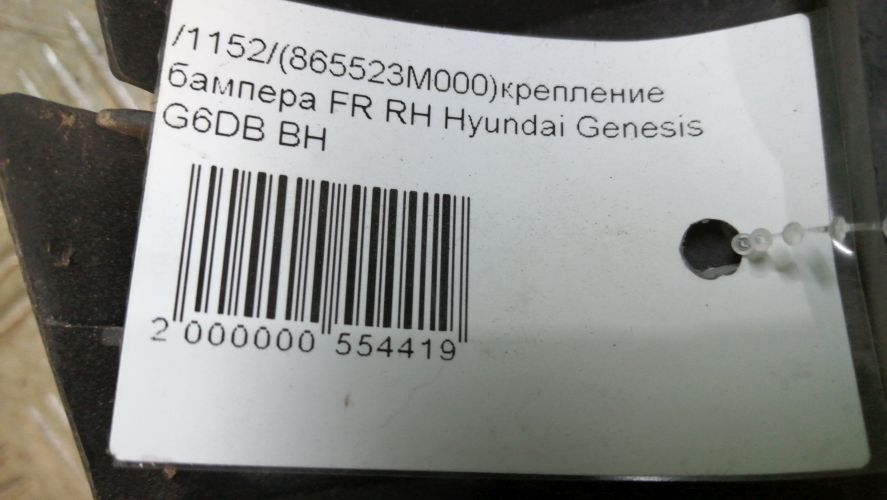 /1152/(865523M000)крепление
бампера FR RH Hyundai Genesis
G6DB BH
2 000000 554419